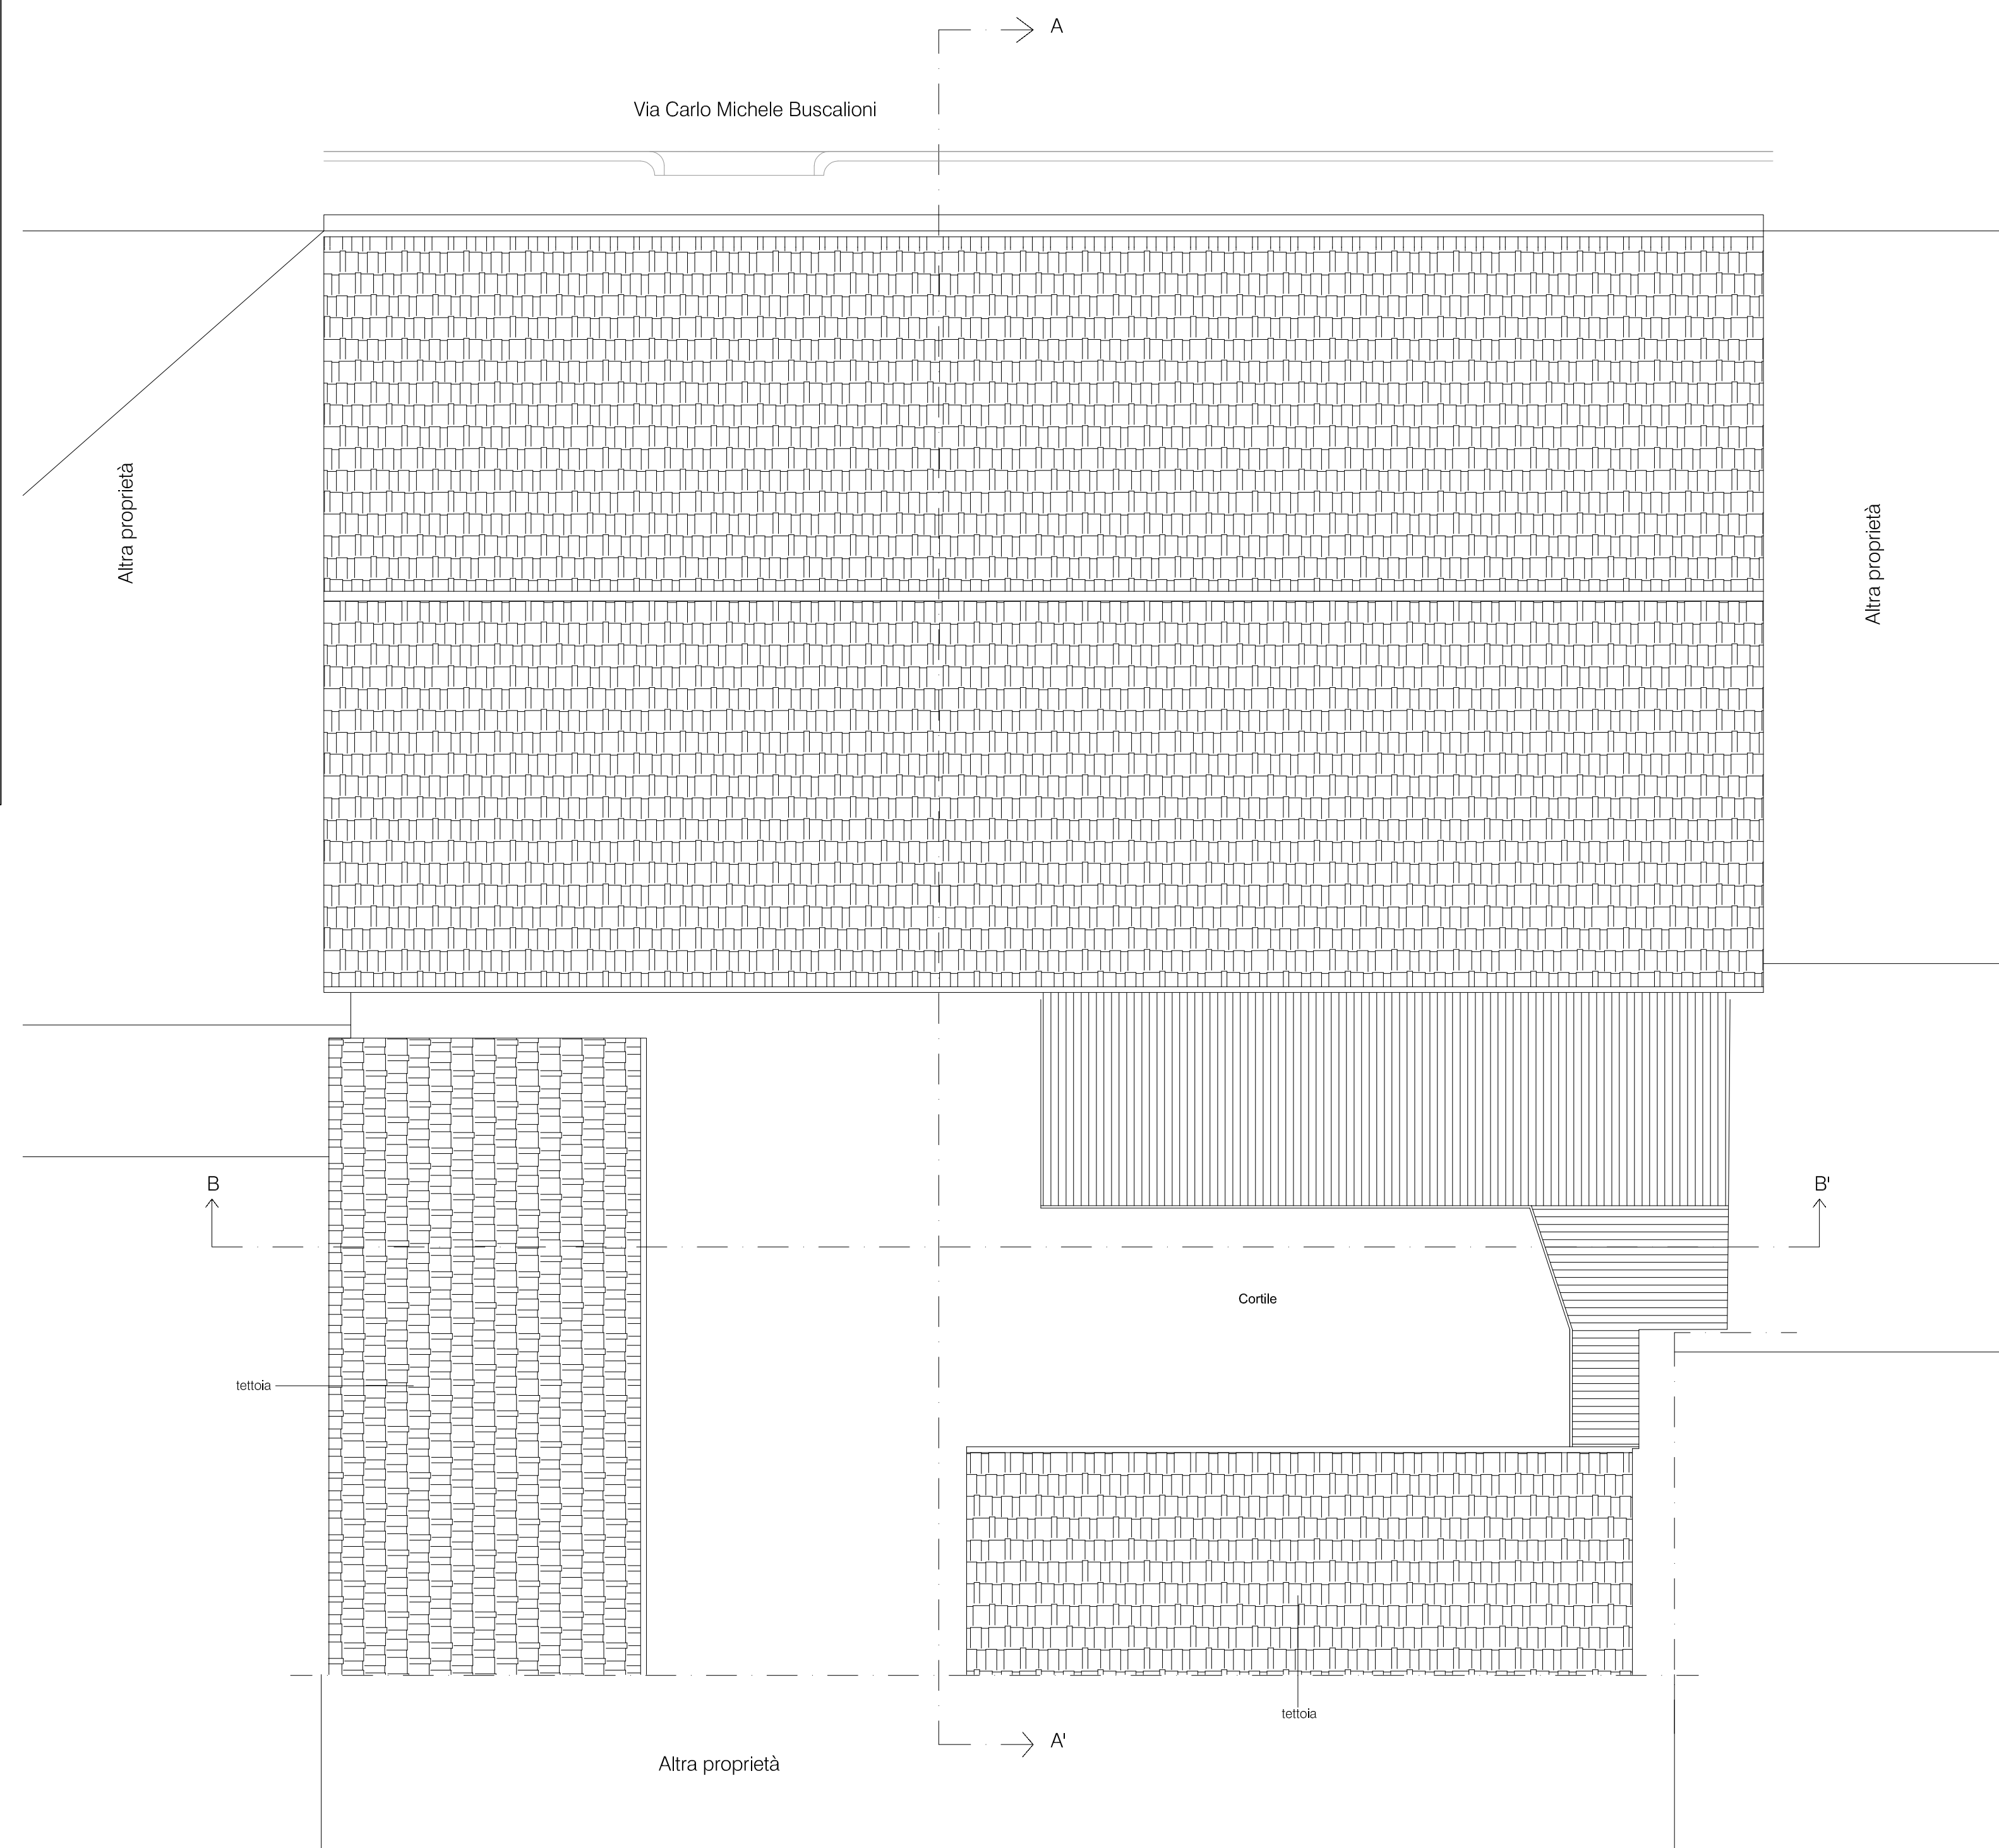 A
Via Carlo Michele Buscalioni
Altra proprietà
Altra proprietà
B
B'
Cortile
tettoia
tettoia
A'
Altra proprietà